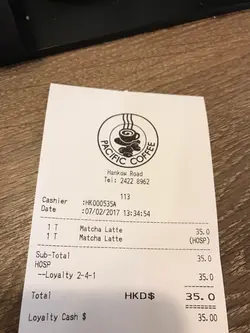 PACIFIC COFFEE
Hankow Road
Tel: 2422 8962
113
Cashier :HK000535A
Date :07/02/2017 13:34:54
1 T Matcha Latte 35.0
1 T Matcha Latte (HOSP)
Sub-Total 35.0
HOSP
--Loyalty 2-4-1 35.0
Total HKD$ 35.0
Loyalty Cash $ 35.00